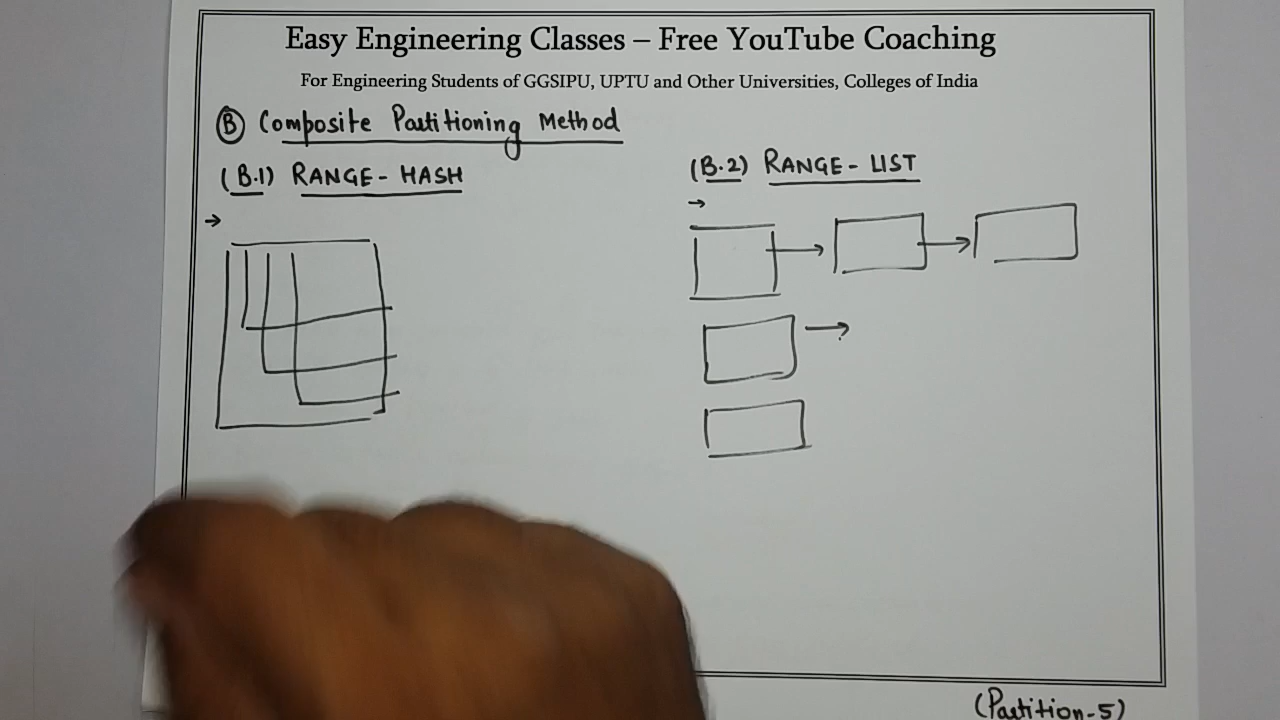 Easy Engineering Classes – Free YouTube Coaching
For Engineering Students of GGSIPU, UPTU and Other Universities, Colleges of India
(B) Composite Partitioning Method
(B.1) RANGE - HASH
(B.2) RANGE - LIST
(Partition-5)